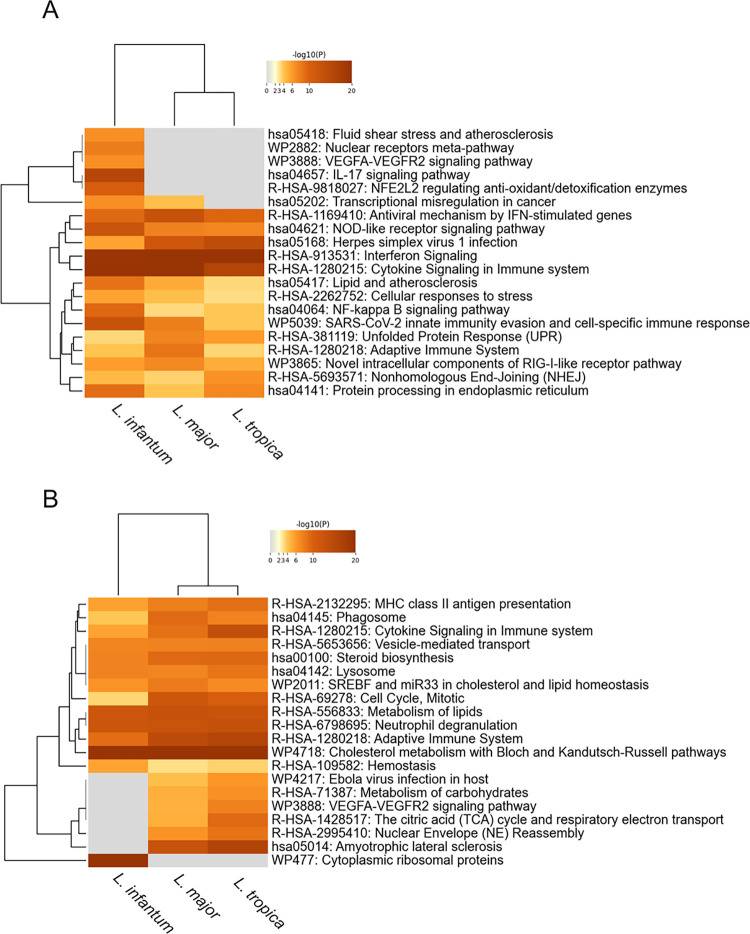 A
-log10(P)
0 2 3 4 6 10 20
hsa05418: Fluid shear stress and atherosclerosis
WP2882: Nuclear receptors meta-pathway
WP3888: VEGFA-VEGFR2 signaling pathway
hsa04657: IL-17 signaling pathway
R-HSA-9818027: NFE2L2 regulating anti-oxidant/detoxification enzymes
hsa05202: Transcriptional misregulation in cancer
R-HSA-1169410: Antiviral mechanism by IFN-stimulated genes
hsa04621: NOD-like receptor signaling pathway
hsa05168: Herpes simplex virus 1 infection
R-HSA-913531: Interferon Signaling
R-HSA-1280215: Cytokine Signaling in Immune system
hsa05417: Lipid and atherosclerosis
R-HSA-2262752: Cellular responses to stress
hsa04064: NF-kappa B signaling pathway
WP5039: SARS-CoV-2 innate immunity evasion and cell-specific immune response
R-HSA-381119: Unfolded Protein Response (UPR)
R-HSA-1280218: Adaptive Immune System
WP3865: Novel intracellular components of RIG-I-like receptor pathway
R-HSA-5693571: Nonhomologous End-Joining (NHEJ)
hsa04141: Protein processing in endoplasmic reticulum
L. infantum
L. major
L. tropica
B
-log10(P)
0 2 3 4 6 10 20
R-HSA-2132295: MHC class II antigen presentation
hsa04145: Phagosome
R-HSA-1280215: Cytokine Signaling in Immune system
R-HSA-5653656: Vesicle-mediated transport
hsa00100: Steroid biosynthesis
hsa04142: Lysosome
WP2011: SREBF and miR33 in cholesterol and lipid homeostasis
R-HSA-69278: Cell Cycle, Mitotic
R-HSA-556833: Metabolism of lipids
R-HSA-6798695: Neutrophil degranulation
R-HSA-1280218: Adaptive Immune System
WP4718: Cholesterol metabolism with Bloch and Kandutsch-Russell pathways
R-HSA-109582: Hemostasis
WP4217: Ebola virus infection in host
R-HSA-71387: Metabolism of carbohydrates
WP3888: VEGFA-VEGFR2 signaling pathway
R-HSA-1428517: The citric acid (TCA) cycle and respiratory electron transport
R-HSA-2995410: Nuclear Envelope (NE) Reassembly
hsa05014: Amyotrophic lateral sclerosis
WP477: Cytoplasmic ribosomal proteins
L. infantum
L. major
L. tropica